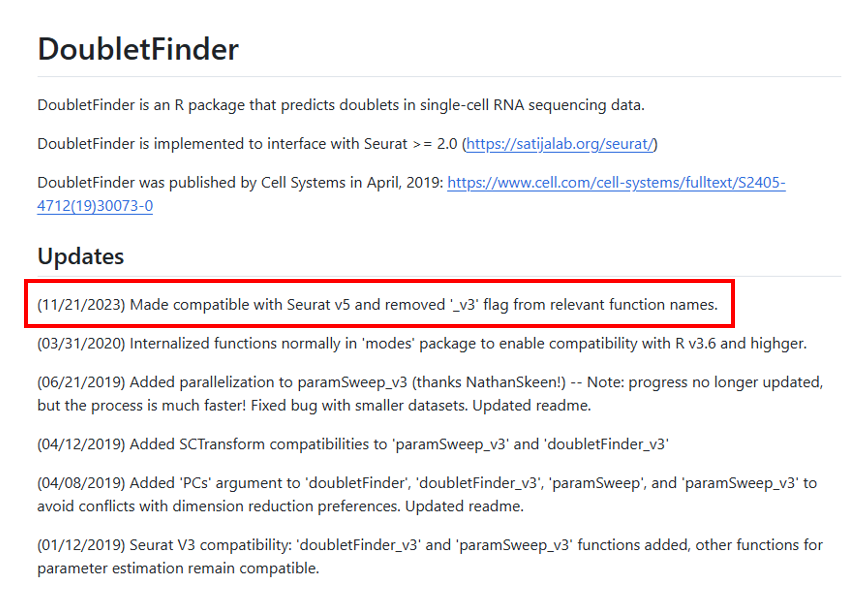 DoubletFinder
DoubletFinder is an R package that predicts doublets in single-cell RNA sequencing data.
DoubletFinder is implemented to interface with Seurat >= 2.0 (https://satijalab.org/seurat/)
DoubletFinder was published by Cell Systems in April, 2019: https://www.cell.com/cell-systems/fulltext/S2405-
4712(19)30073-0
Updates
(11/21/2023) Made compatible with Seurat v5 and removed '_v3' flag from relevant function names.
(03/31/2020) Internalized functions normally in 'modes' package to enable compatibility with R v3.6 and highger.
(06/21/2019) Added parallelization to paramSweep_v3 (thanks NathanSkeen!) -- Note: progress no longer updated,
but the process is much faster! Fixed bug with smaller datasets. Updated readme.
(04/12/2019) Added SCTransform compatibilities to 'paramSweep_v3' and 'doubletFinder_v3'
(04/08/2019) Added 'PCs' argument to 'doubletFinder', 'doubletFinder_v3', 'paramSweep', and 'paramSweep_v3' to
avoid conflicts with dimension reduction preferences. Updated readme.
(01/12/2019) Seurat V3 compatibility: 'doubletFinder_v3' and 'paramSweep_v3' functions added, other functions for
parameter estimation remain compatible.